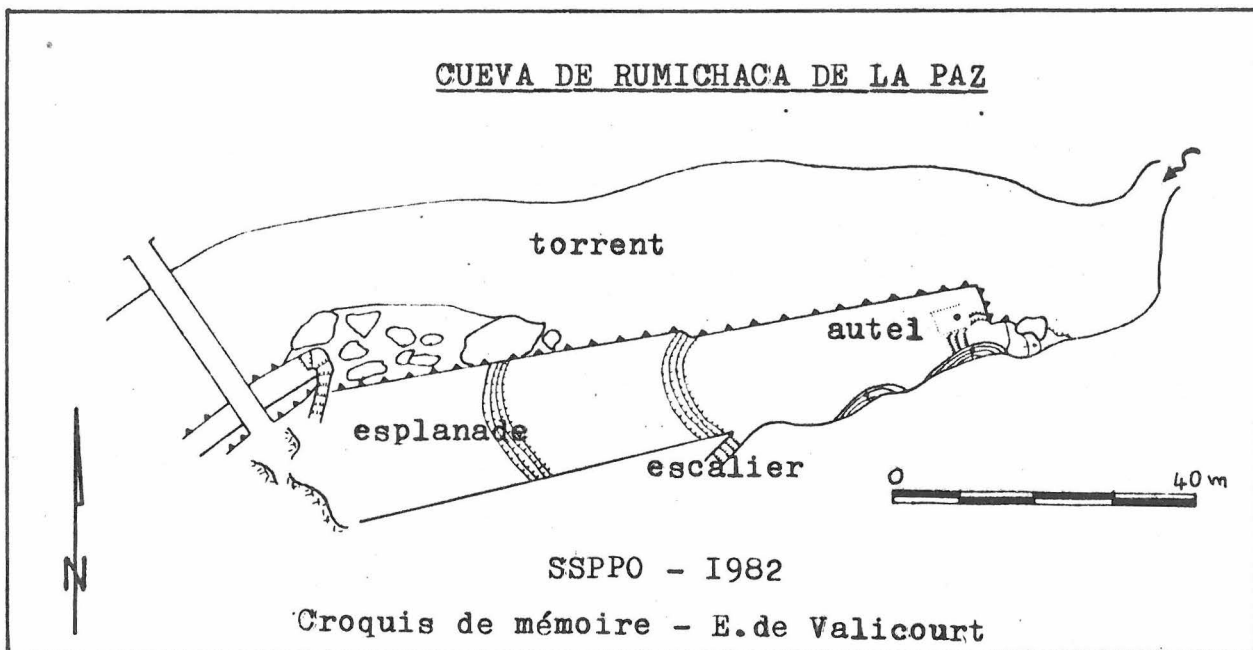 CUEVA DE RUMICHACA DE LA PAZ
torrent
autel
esplanade
escalier
0 40 m
N
SSPPO - I982
Croquis de mémoire - E.de Valicourt